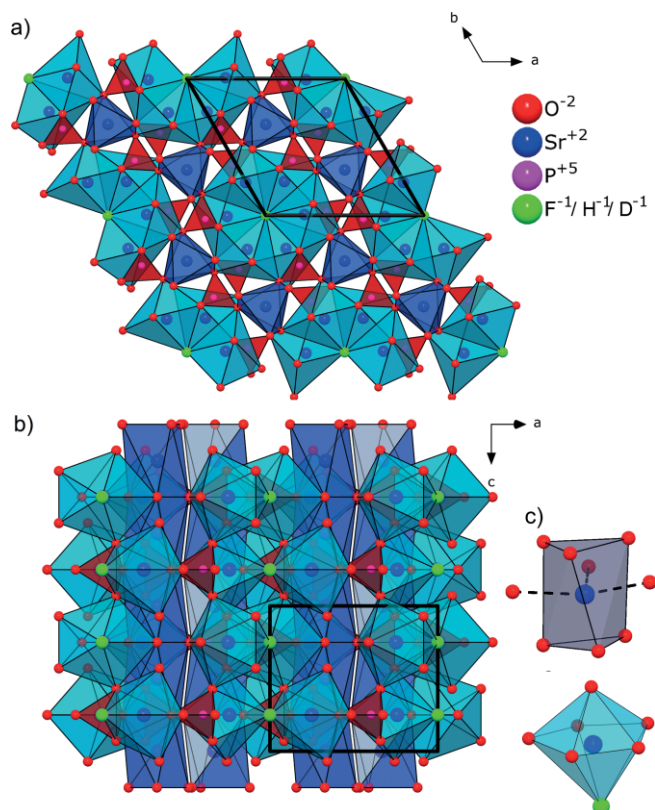 a)
b
a
O⁻²
Sr⁺²
P⁺⁵
F⁻¹/ H⁻¹/ D⁻¹
b)
a
c
c)